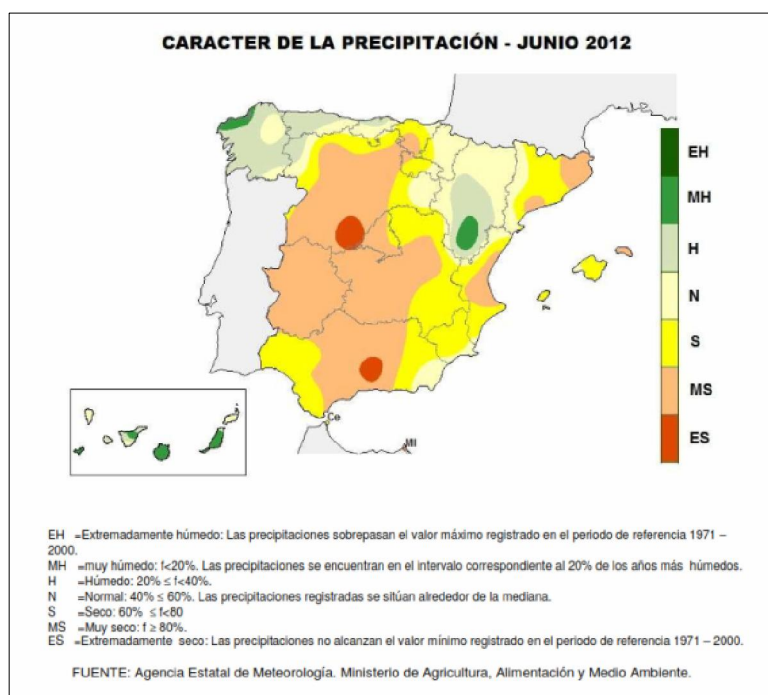 CARACTER DE LA PRECIPITACIÓN - JUNIO 2012
EH
MH
H
N
S
MS
ES
Ce
Ml
EH =Extremadamente húmedo: Las precipitaciones sobrepasan el valor máximo registrado en el periodo de referencia 1971 –
2000.
MH =muy húmedo: f<20%. Las precipitaciones se encuentran en el intervalo correspondiente al 20% de los años más húmedos.
H =Húmedo: 20% ≤ f<40%.
N =Normal: 40% ≤ 60%. Las precipitaciones registradas se sitúan alrededor de la mediana.
S =Seco: 60% ≤ f<80
MS =Muy seco: f ≥ 80%.
ES =Extremadamente seco: Las precipitaciones no alcanzan el valor mínimo registrado en el periodo de referencia 1971 – 2000.
FUENTE: Agencia Estatal de Meteorología. Ministerio de Agricultura, Alimentación y Medio Ambiente.